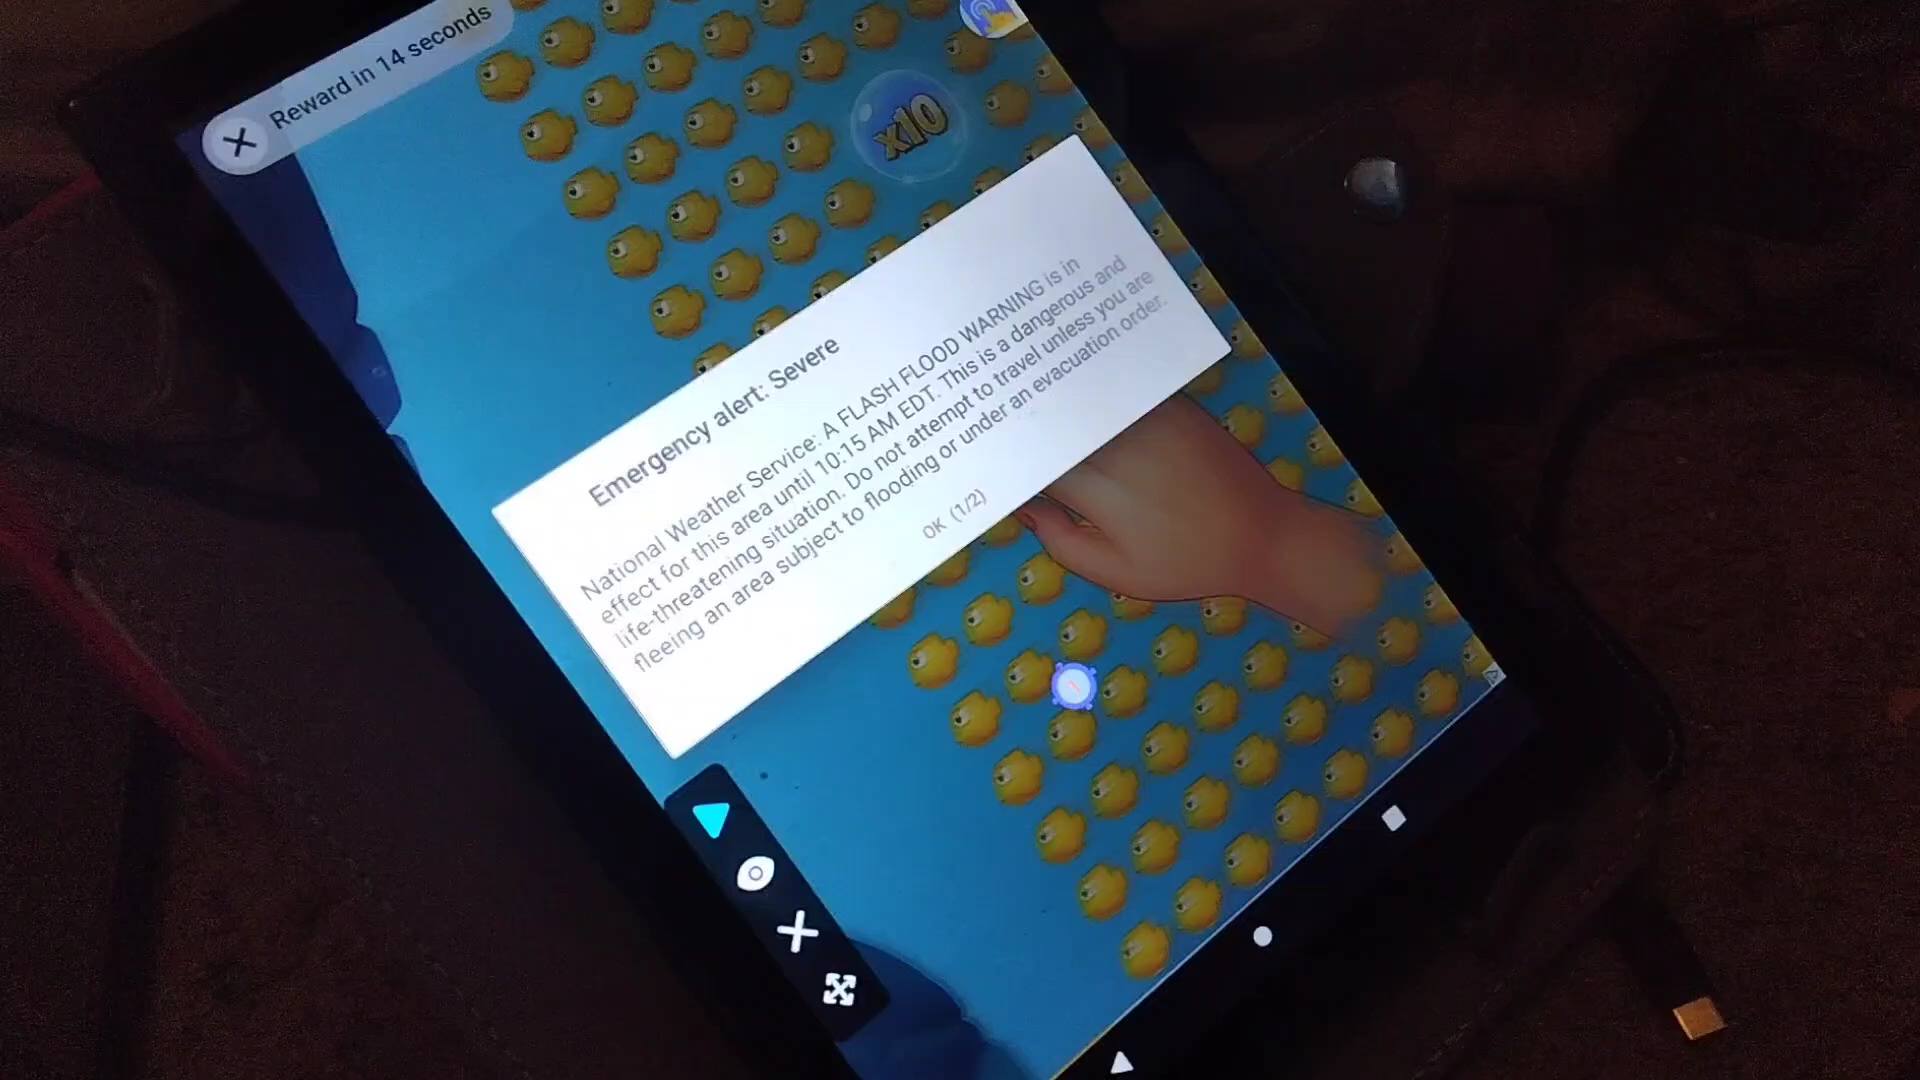 Reward in 14 seconds
x10
Emergency alert: Severe
National Weather Service: A FLASH FLOOD WARNING is in
effect for this area until 10:15 AM EDT. This is a dangerous and
life-threatening situation. Do not attempt to travel unless you are
fleeing an area subject to flooding or under an evacuation order.
OK (1/2)